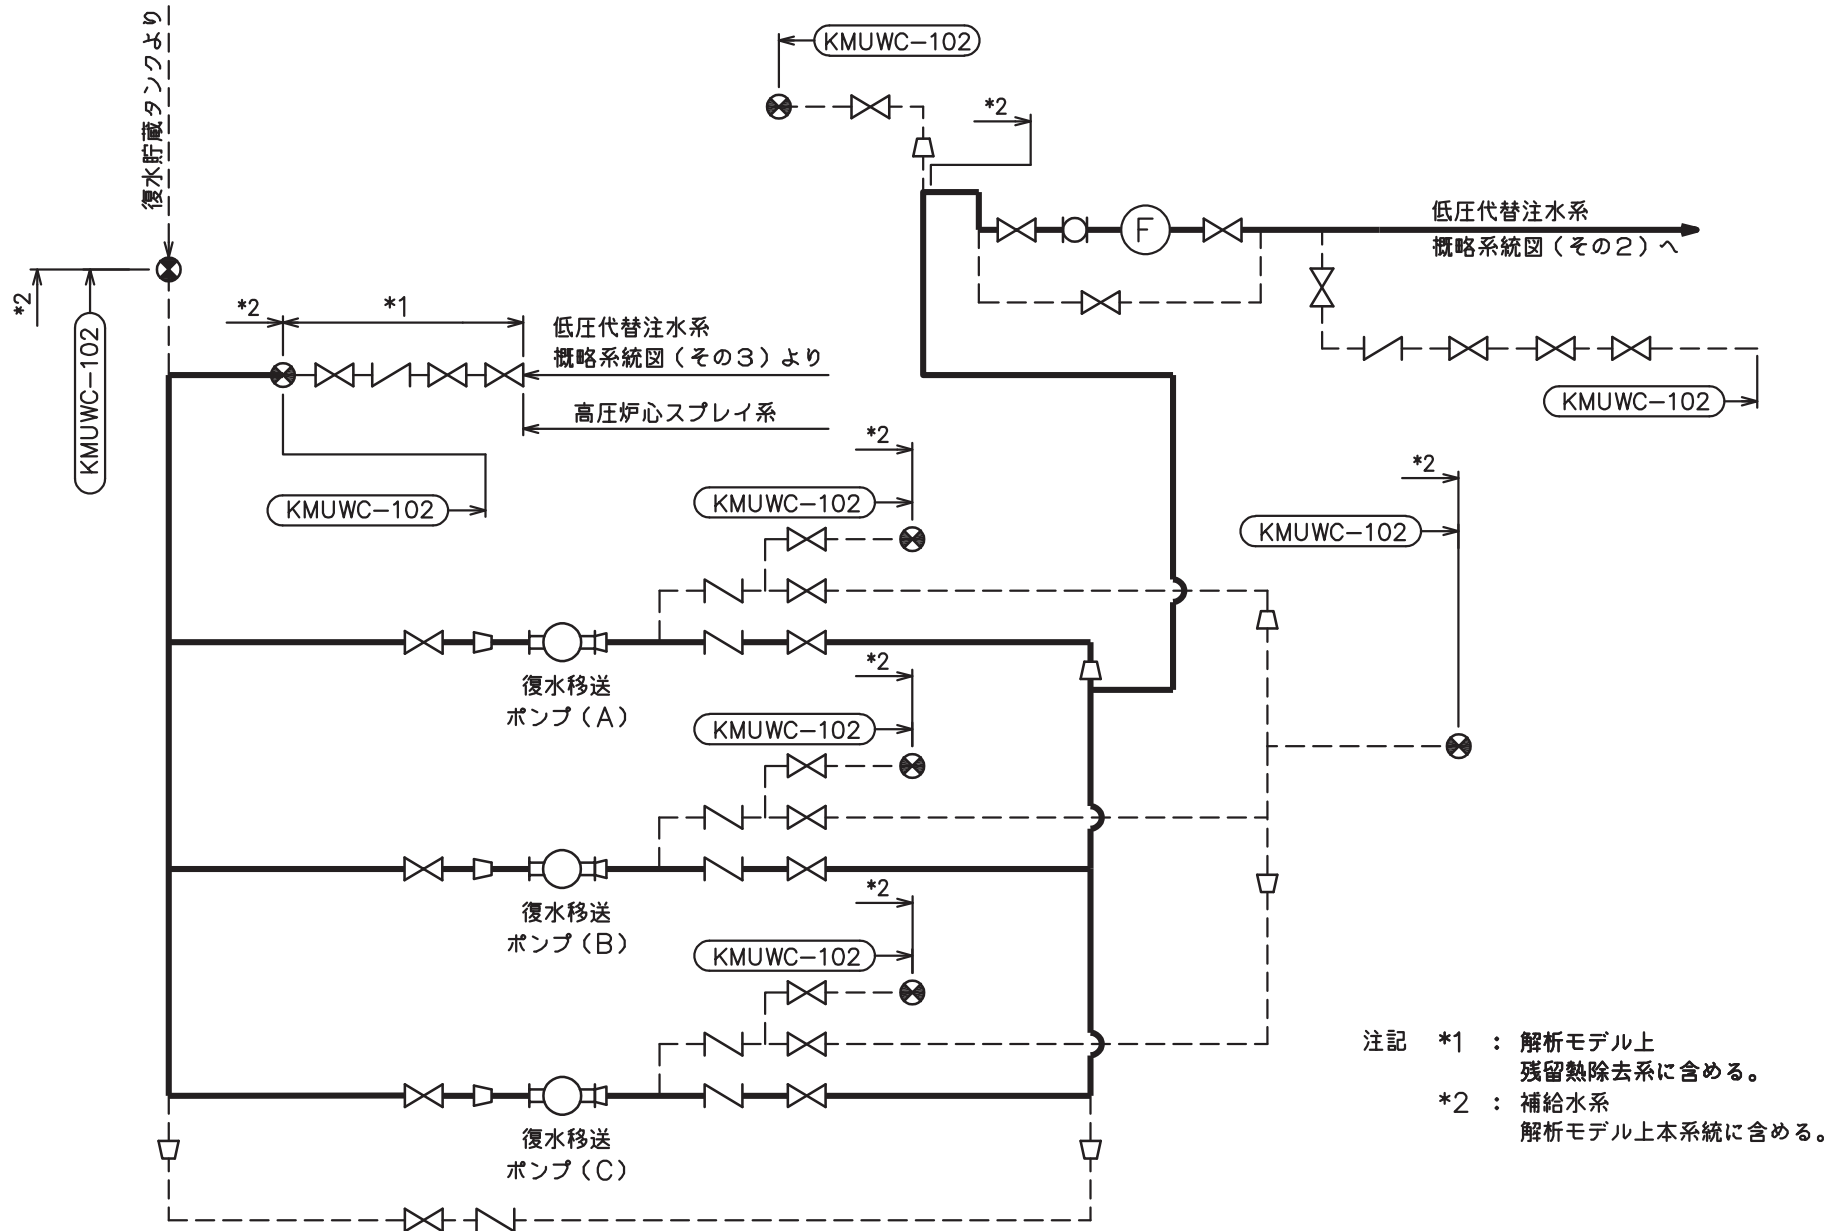 復水貯蔵タンクより
*2
KMUWC-102
KMUWC-102
*2
F
低圧代替注水系
概略系統図(その2)へ
KMUWC-102
*2
*1
低圧代替注水系
概略系統図(その3)より
高圧炉心スプレイ系
KMUWC-102
*2
KMUWC-102
*2
KMUWC-102
復水移送
ポンプ(A)
*2
KMUWC-102
復水移送
ポンプ(B)
*2
KMUWC-102
復水移送
ポンプ(C)
注記 *1 : 解析モデル上
残留熱除去系に含める。
*2 : 補給水系
解析モデル上本系統に含める。